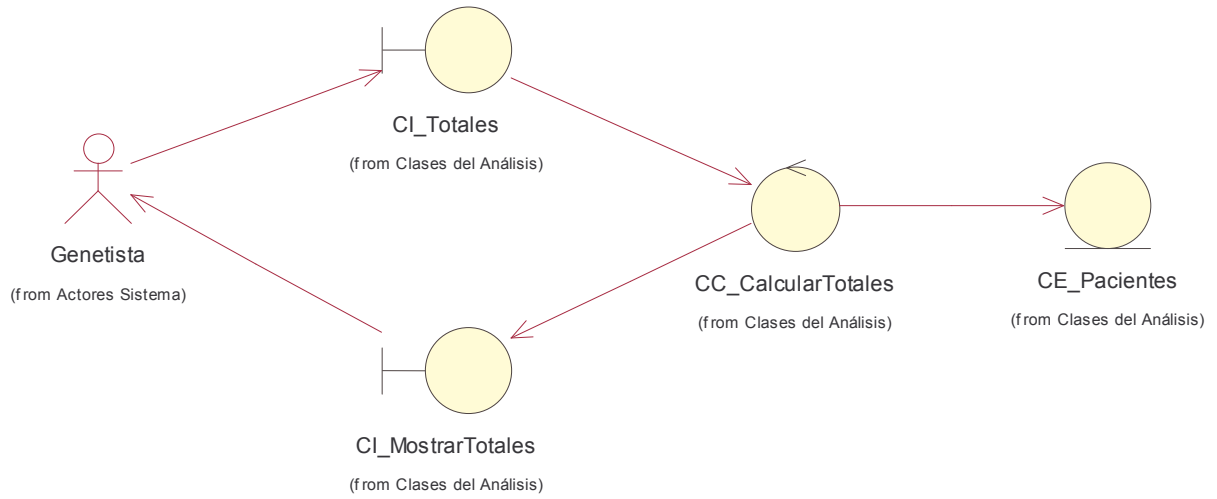 CI_Totales
(from Clases del Análisis)
Genetista
(from Actores Sistema)
CC_CalcularTotales
(from Clases del Análisis)
CE_Pacientes
(from Clases del Análisis)
CI_MostrarTotales
(from Clases del Análisis)